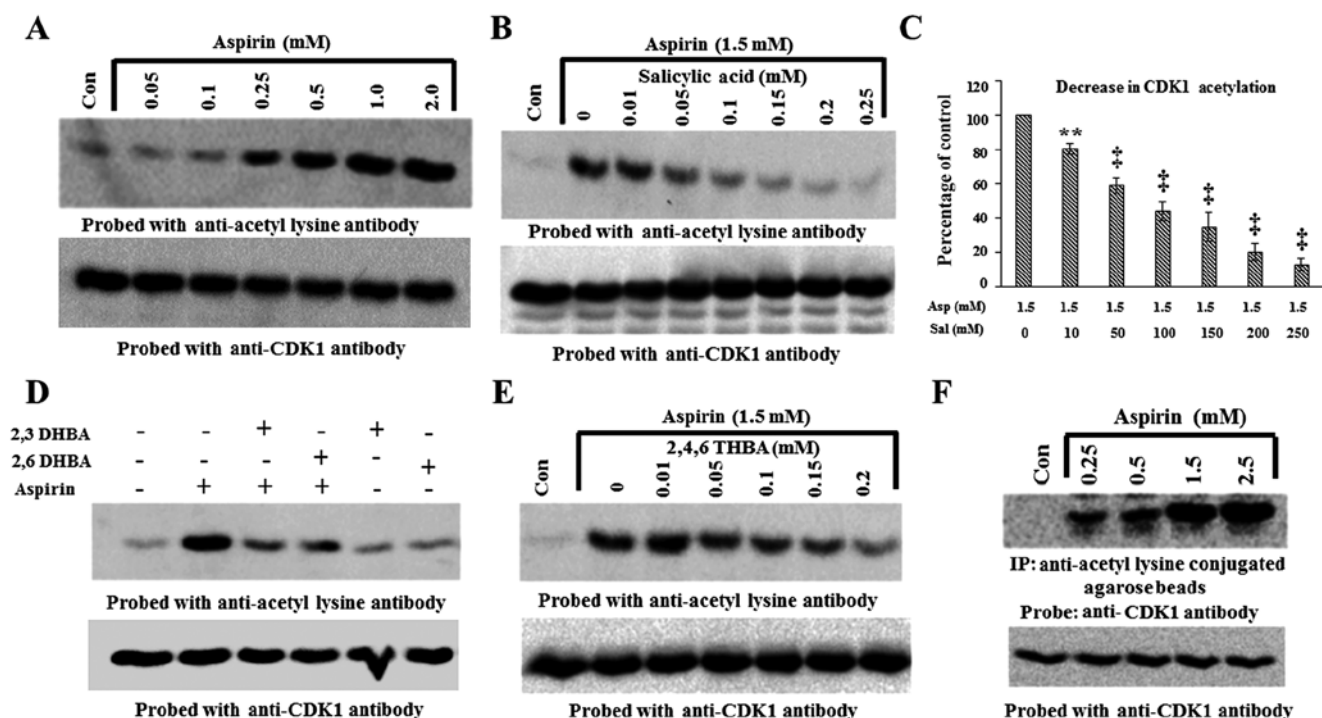 A
Aspirin (mM)
Con 0.05 0.1 0.25 0.5 1.0 2.0
Probed with anti-acetyl lysine antibody
Probed with anti-CDK1 antibody
B
Aspirin (1.5 mM)
Salicylic acid (mM)
Con 0 0.01 0.05 0.1 0.15 0.2 0.25
Probed with anti-acetyl lysine antibody
Probed with anti-CDK1 antibody
C
Decrease in CDK1 acetylation
Percentage of control
120
100
80
60
40
20
0
** ‡ ‡ ‡ ‡ ‡
Asp (mM) 1.5 1.5 1.5 1.5 1.5 1.5 1.5
Sal (mM) 0 10 50 100 150 200 250
D
2,3 DHBA - - + - + -
2,6 DHBA - - - + - +
Aspirin - + + + - -
Probed with anti-acetyl lysine antibody
Probed with anti-CDK1 antibody
E
Aspirin (1.5 mM)
2,4,6 THBA (mM)
Con 0 0.01 0.05 0.1 0.15 0.2
Probed with anti-acetyl lysine antibody
Probed with anti-CDK1 antibody
F
Aspirin (mM)
Con 0.25 0.5 1.5 2.5
IP: anti-acetyl lysine conjugated
agarose beads
Probe: anti- CDK1 antibody
Probed with anti-CDK1 antibody